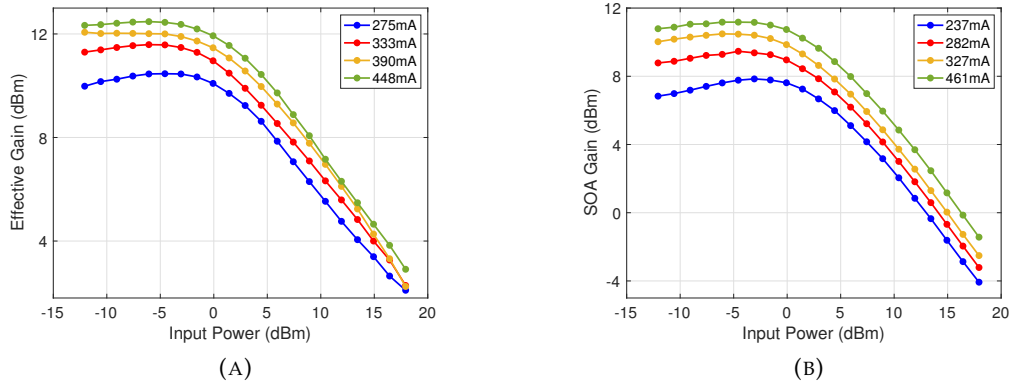 12
8
4
-15
-10
-5
0
5
10
15
20
Effective Gain (dBm)
Input Power (dBm)
275mA
333mA
390mA
448mA
(A)
12
8
4
0
-4
-15
-10
-5
0
5
10
15
20
SOA Gain (dBm)
Input Power (dBm)
237mA
282mA
327mA
461mA
(B)